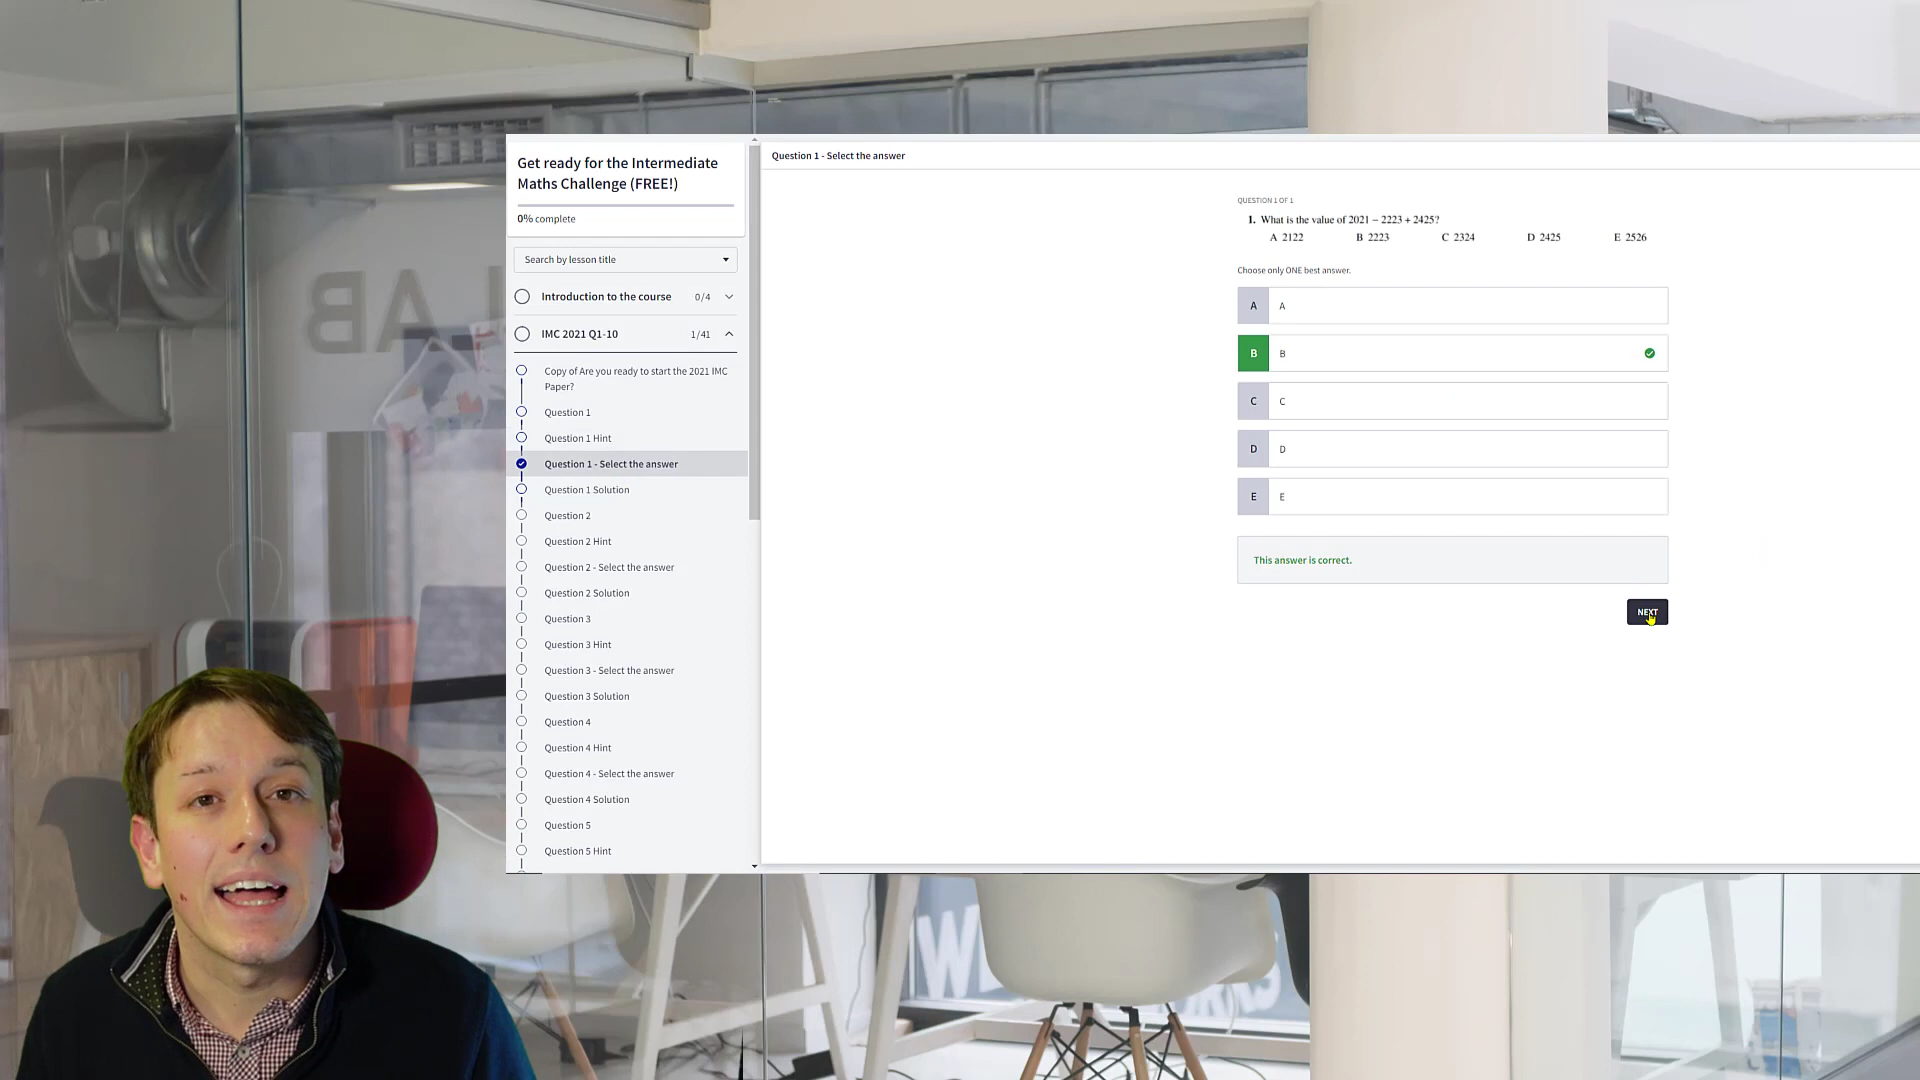 Get ready for the Intermediate
Maths Challenge (FREE!)
0% complete
Search by lesson title
Introduction to the course 0/4
IMC 2021 Q1-10 1/41
Copy of Are you ready to start the 2021 IMC
Paper?
Question 1
Question 1 Hint
Question 1 - Select the answer
Question 1 Solution
Question 2
Question 2 Hint
Question 2 - Select the answer
Question 2 Solution
Question 3
Question 3 Hint
Question 3 - Select the answer
Question 3 Solution
Question 4
Question 4 Hint
Question 4 - Select the answer
Question 4 Solution
Question 5
Question 5 Hint
Question 1 - Select the answer
QUESTION 1 OF 1
1. What is the value of 2021 − 2223 + 2425?
A 2122 B 2223 C 2324 D 2425 E 2526
Choose only ONE best answer.
A A
B B
C C
D D
E E
This answer is correct.
NEXT